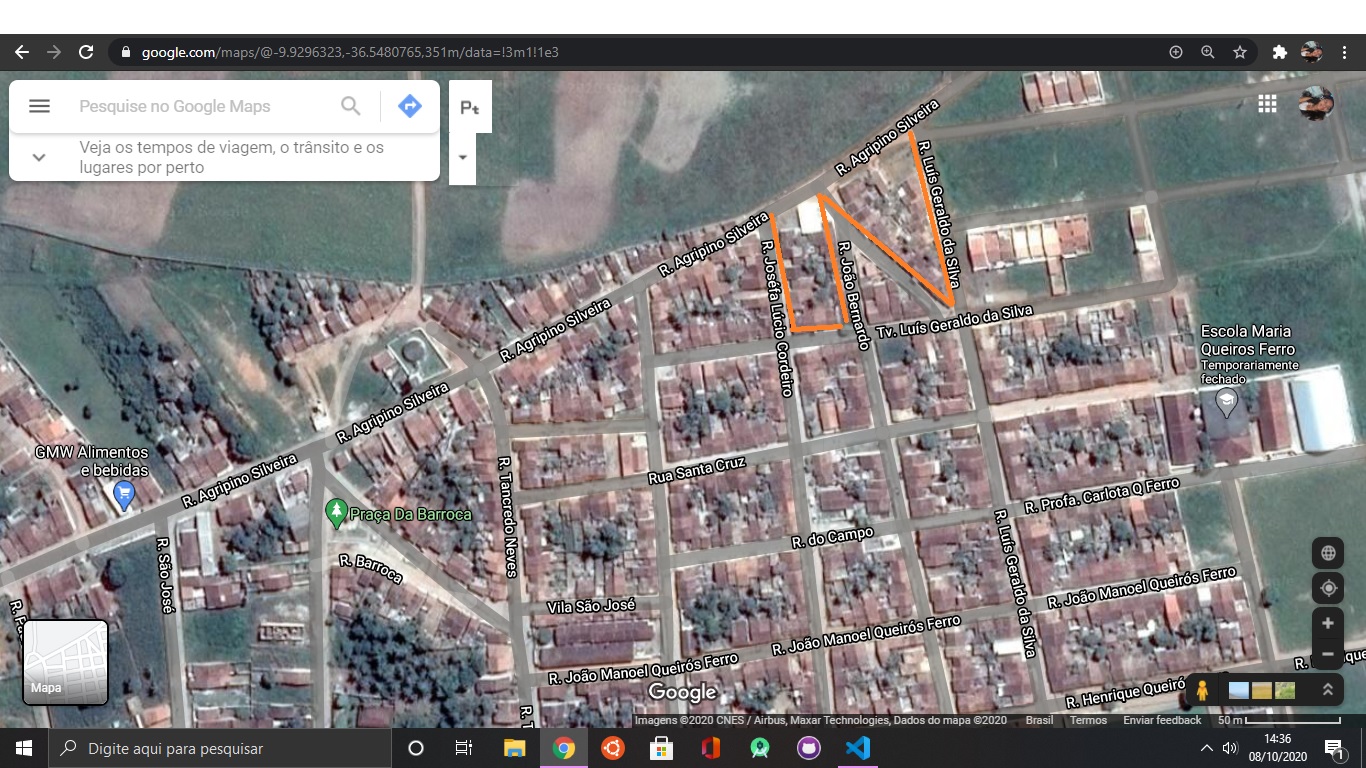 google.com/maps/@-9.9296323,-36.5480765,351m/data=!3m1!1e3
Pesquise no Google Maps
Pt
Veja os tempos de viagem, o trânsito e os
lugares por perto
R. Agripino Silveira
R. Luís Geraldo da Silva
R. Agripino Silveira
R. Joséfa Lúcio Cordeiro
R. João Bernardo
R. Agripino Silveira
Tv. Luís Geraldo da Silva
Escola Maria
Queiros Ferro
Temporariamente
fechado
R. Agripino Silveira
GMW Alimentos
e bebidas
R. Agripino Silveira
Rua Santa Cruz
R. Tancredo Neves
R. Profa. Carlota Q Ferro
Praça Da Barroca
R. do Campo
R. São José
R. Barroca
R. Luís Geraldo da Silva
R. João Manoel Queirós Ferro
Vila São José
R. João Manoel Queirós Ferro
R. João Manoel Queirós Ferro
R. Henrique Queiró
Mapa
Google
Imagens ©2020 CNES / Airbus, Maxar Technologies, Dados do mapa ©2020
Brasil
Termos
Enviar feedback
50 m
Digite aqui para pesquisar
14:36
08/10/2020
1